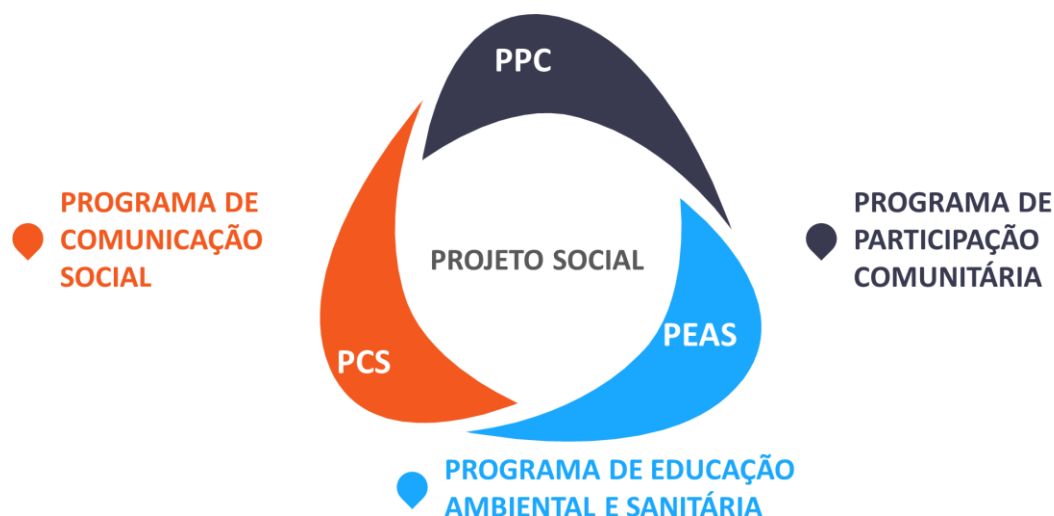 PPC
PROGRAMA DE
COMUNICAÇÃO
SOCIAL
PROJETO SOCIAL
PROGRAMA DE
PARTICIPAÇÃO
COMUNITÁRIA
PCS
PEAS
PROGRAMA DE EDUCAÇÃO
AMBIENTAL E SANITÁRIA